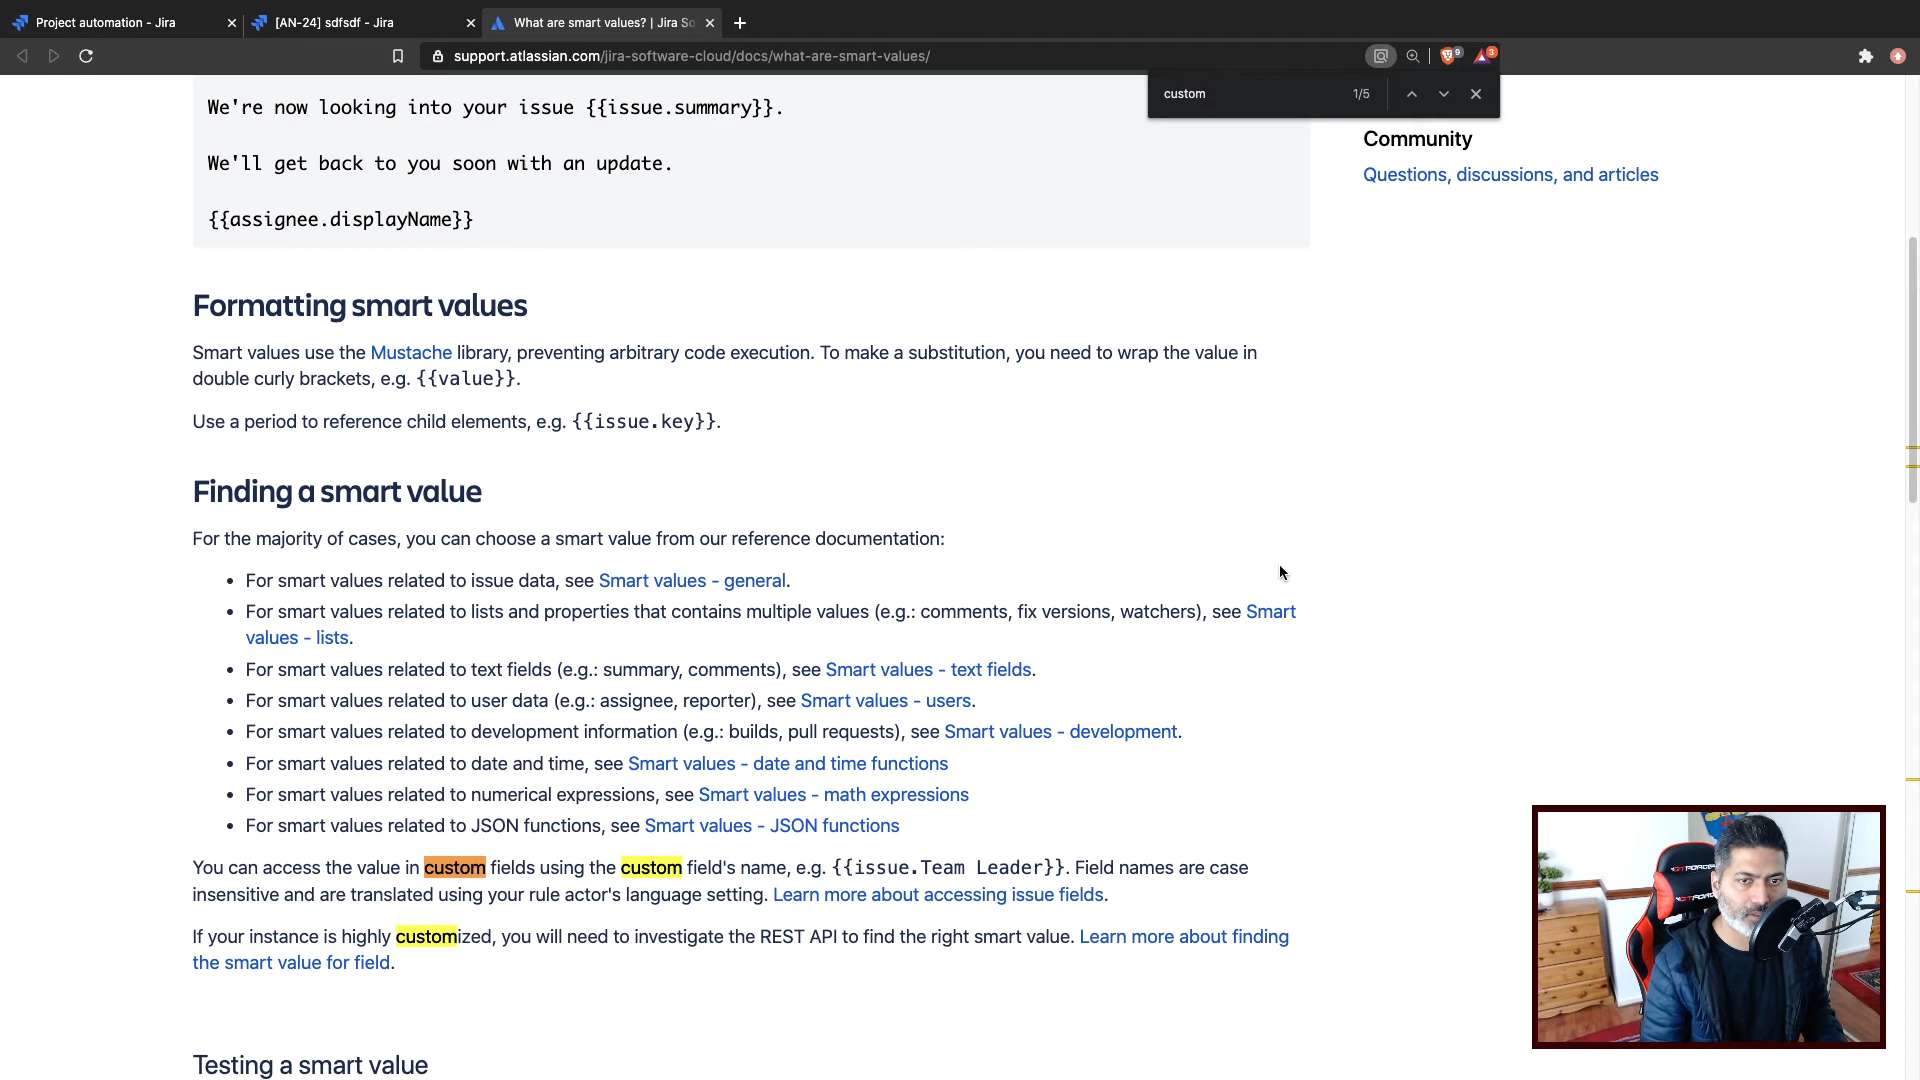 Project automation - Jira
[AN-24] sdfsdf - Jira
What are smart values? | Jira So
support.atlassian.com/jira-software-cloud/docs/what-are-smart-values/
9
3
custom
1/5
We're now looking into your issue {{issue.summary}}.
We'll get back to you soon with an update.
{{assignee.displayName}}
Community
Questions, discussions, and articles
Formatting smart values
Smart values use the Mustache library, preventing arbitrary code execution. To make a substitution, you need to wrap the value in
double curly brackets, e.g. {{value}}.
Use a period to reference child elements, e.g. {{issue.key}}.
Finding a smart value
For the majority of cases, you can choose a smart value from our reference documentation:
• For smart values related to issue data, see Smart values - general.
• For smart values related to lists and properties that contains multiple values (e.g.: comments, fix versions, watchers), see Smart
values - lists.
• For smart values related to text fields (e.g.: summary, comments), see Smart values - text fields.
• For smart values related to user data (e.g.: assignee, reporter), see Smart values - users.
• For smart values related to development information (e.g.: builds, pull requests), see Smart values - development.
• For smart values related to date and time, see Smart values - date and time functions
• For smart values related to numerical expressions, see Smart values - math expressions
• For smart values related to JSON functions, see Smart values - JSON functions
You can access the value in custom fields using the custom field's name, e.g. {{issue.Team Leader}}. Field names are case
insensitive and are translated using your rule actor's language setting. Learn more about accessing issue fields.
If your instance is highly customized, you will need to investigate the REST API to find the right smart value. Learn more about finding
the smart value for field.
Testing a smart value